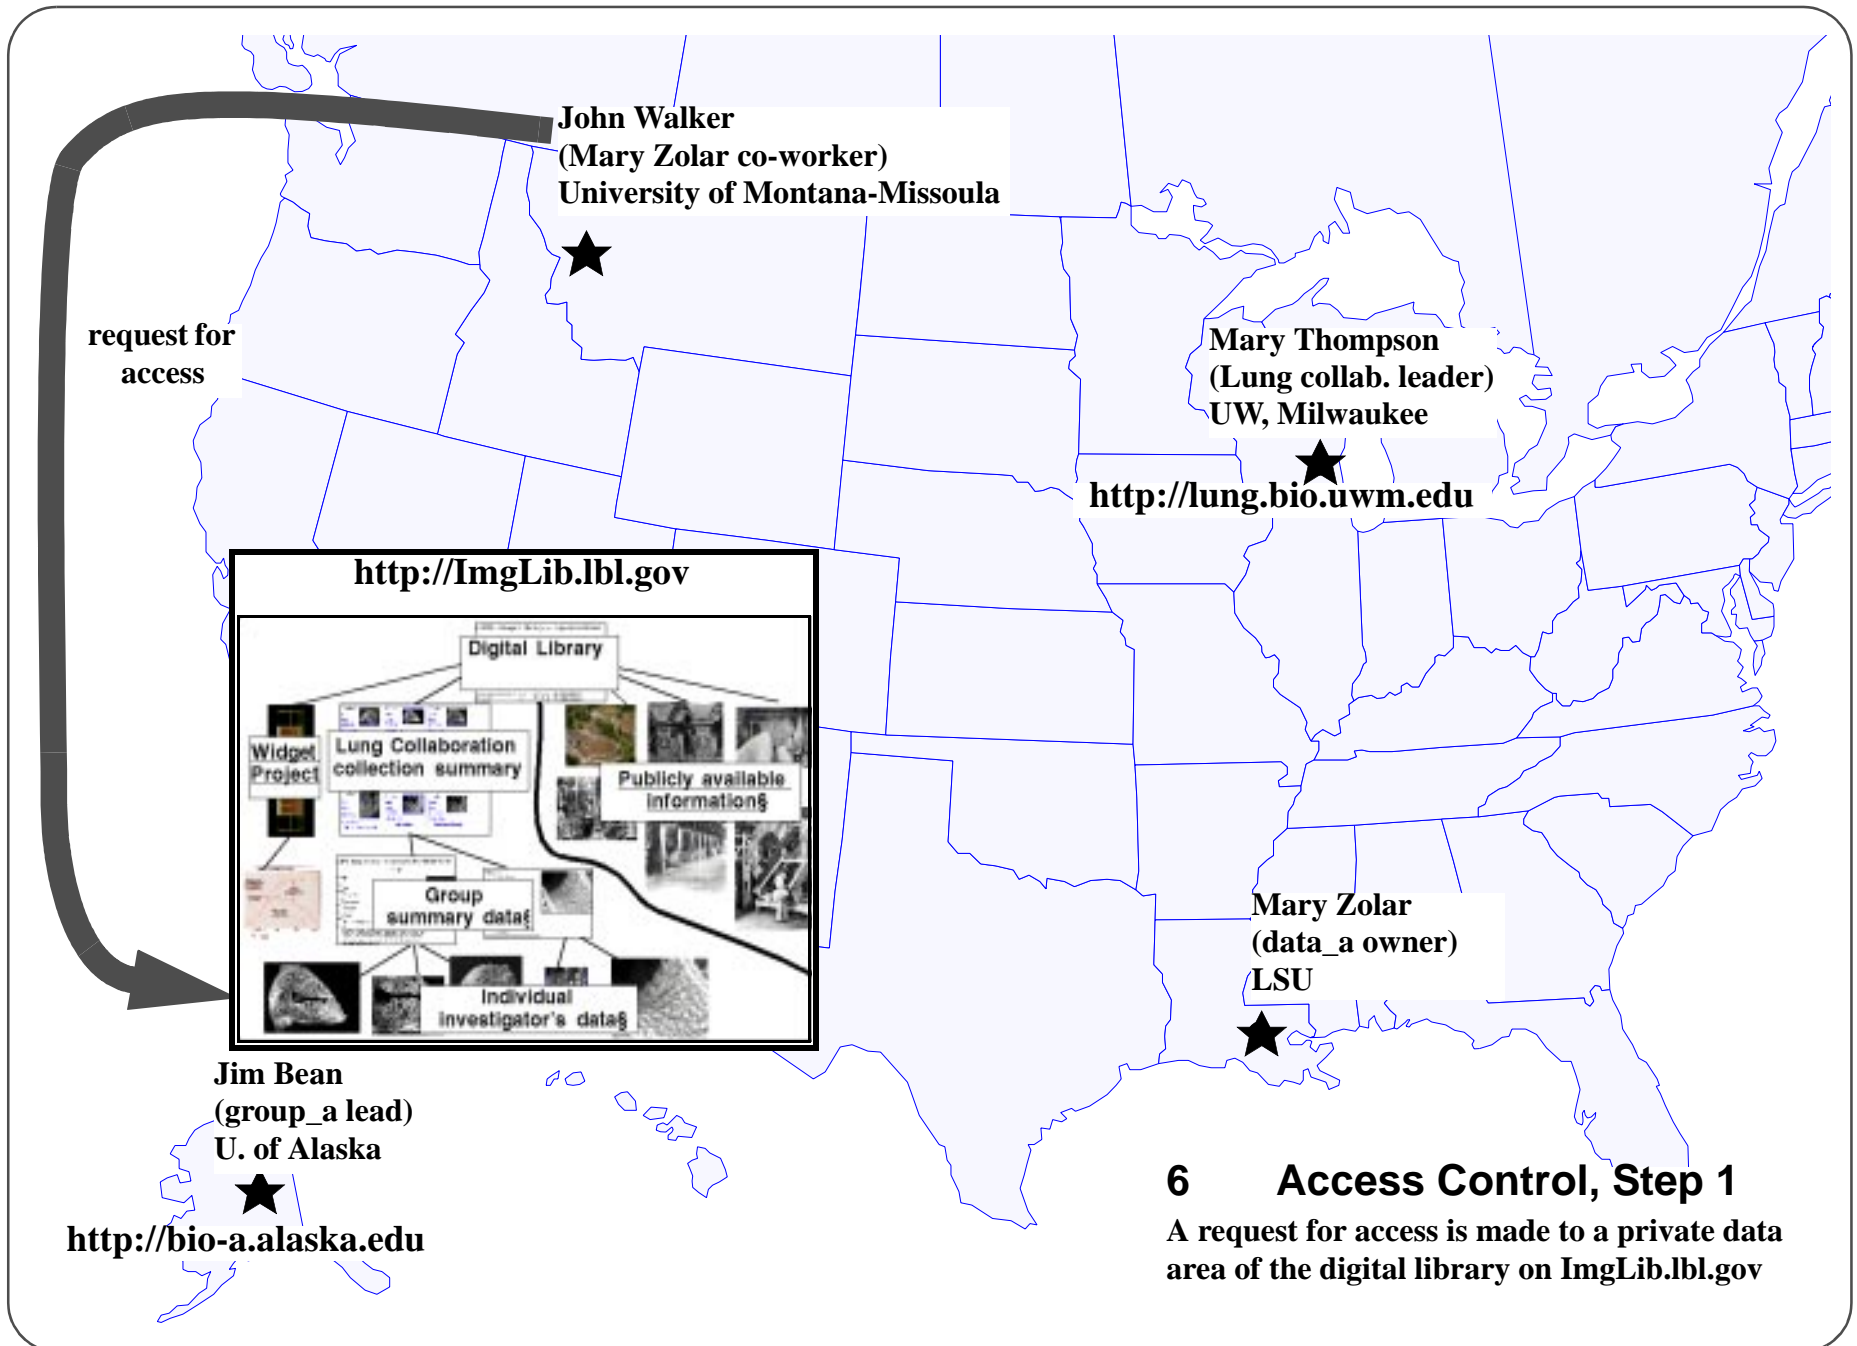 John Walker
(Mary Zolar co-worker)
University of Montana-Missoula
request for
access
Mary Thompson
(Lung collab. leader)
UW, Milwaukee
http://lung.bio.uwm.edu
http://ImgLib.lbl.gov
Digital Library
Widget
Project
Lung Collaboration
collection summary
Publicly available
information§
Group
summary data§
Individual
investigator's data§
Mary Zolar
(data_a owner)
LSU
Jim Bean
(group_a lead)
U. of Alaska
http://bio-a.alaska.edu
6 Access Control, Step 1
A request for access is made to a private data
area of the digital library on ImgLib.lbl.gov